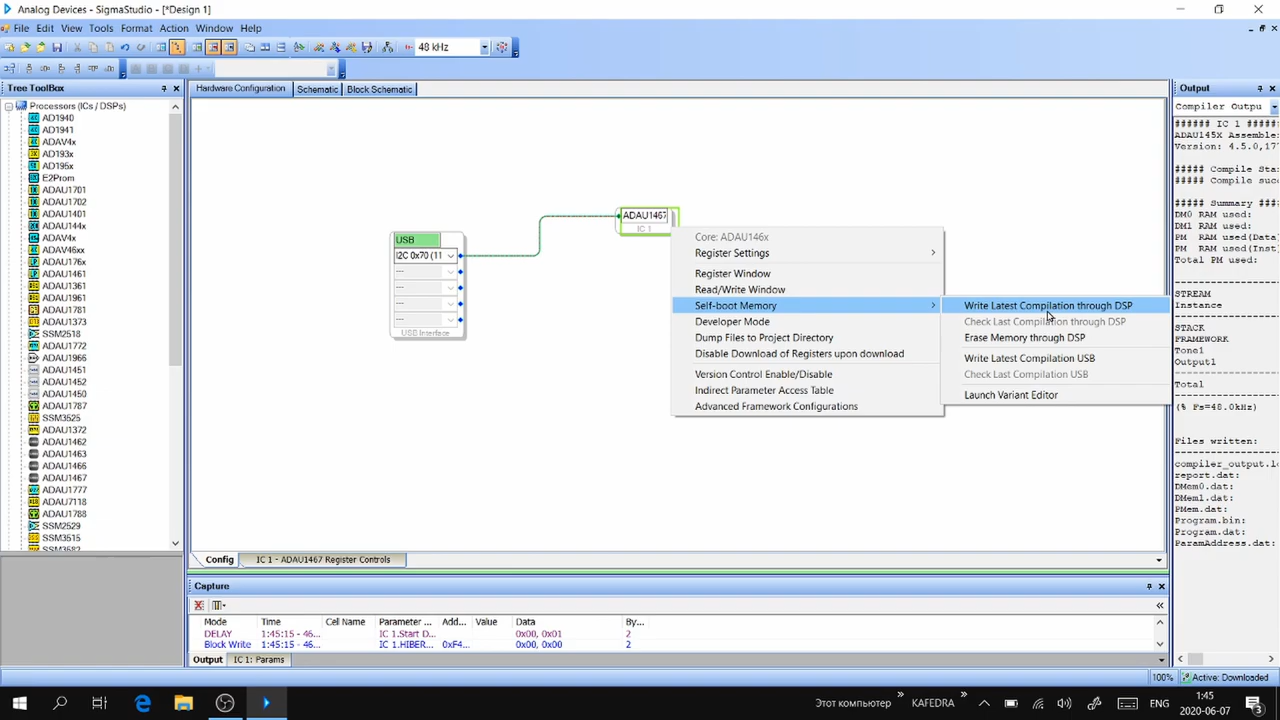 Analog Devices - SigmaStudio - [*Design 1]
File Edit View Tools Format Action Window Help
48 kHz
Tree ToolBox
Processors (ICs / DSPs)
AD1940
AD1941
ADAV4x
AD193x
AD195x
E2Prom
ADAU1701
ADAU1702
ADAU1401
ADAU144x
ADAV4x
ADAV46xx
ADAU176x
ADAU1461
ADAU1361
ADAU1781
ADAU1373
SSM2518
ADAU1772
ADAU1451
ADAU1452
ADAU1450
ADAU1787
SSM3525
ADAU1372
ADAU1462
ADAU1463
ADAU1466
ADAU1467
ADAU1777
ADAU7118
ADAU1788
SSM2529
SSM3515
SSM3582
Hardware Configuration Schematic Block Schematic
USB
I2C 0x70 (11
---
---
---
---
USB Interface
ADAU1467
IC 1
Core: ADAU146x
Register Settings
Register Window
Read/Write Window
Self-boot Memory
Developer Mode
Dump Files to Project Directory
Disable Download of Registers upon download
Version Control Enable/Disable
Indirect Parameter Access Table
Advanced Framework Configurations
Write Latest Compilation through DSP
Check Last Compilation through DSP
Erase Memory through DSP
Write Latest Compilation USB
Check Last Compilation USB
Launch Variant Editor
Config IC 1 - ADAU1467 Register Controls
Output
Compiler Outpu
###### IC 1
ADAU145X Assemble
Version: 4.5.0,17
##### Compile Sta
##### Compile suc
##### Summary ###
DM0 RAM used:
DM1 RAM used:
PM RAM used(Data)
PM RAM used(Inst)
Total PM used:
STREAM
Instance
STACK
FRAMEWORK
Tone1
Output1
Total
(% Fs=48.0kHz)
Files written:
compiler_output.lo
report.dat:
DMem0.dat:
DMem1.dat:
PMem.dat:
Program.bin:
Program.dat:
ParamAddress.dat:
Capture
Mode Time Cell Name Parameter ... Add... Value Data By...
DELAY 1:45:15 - 46... IC 1.Start D... 0x00, 0x01 2
Block Write 1:45:15 - 46... IC 1.HIBER... 0xF4... 0x00, 0x00 2
Output IC 1: Params
100% Active: Downloaded
Этот компьютер KAFEDRA ENG
1:45
2020-06-07
3